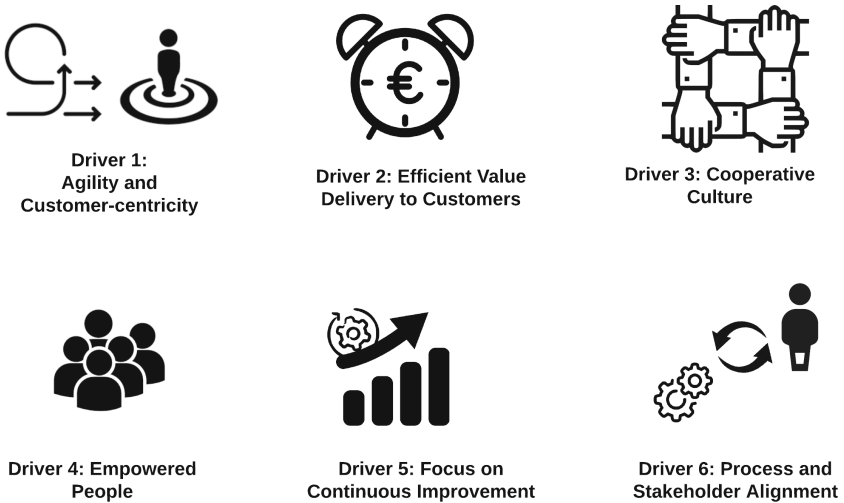 €
Driver 1:
Agility and
Customer-centricity
Driver 2: Efficient Value
Delivery to Customers
Driver 3: Cooperative
Culture
Driver 4: Empowered
People
Driver 5: Focus on
Continuous Improvement
Driver 6: Process and
Stakeholder Alignment